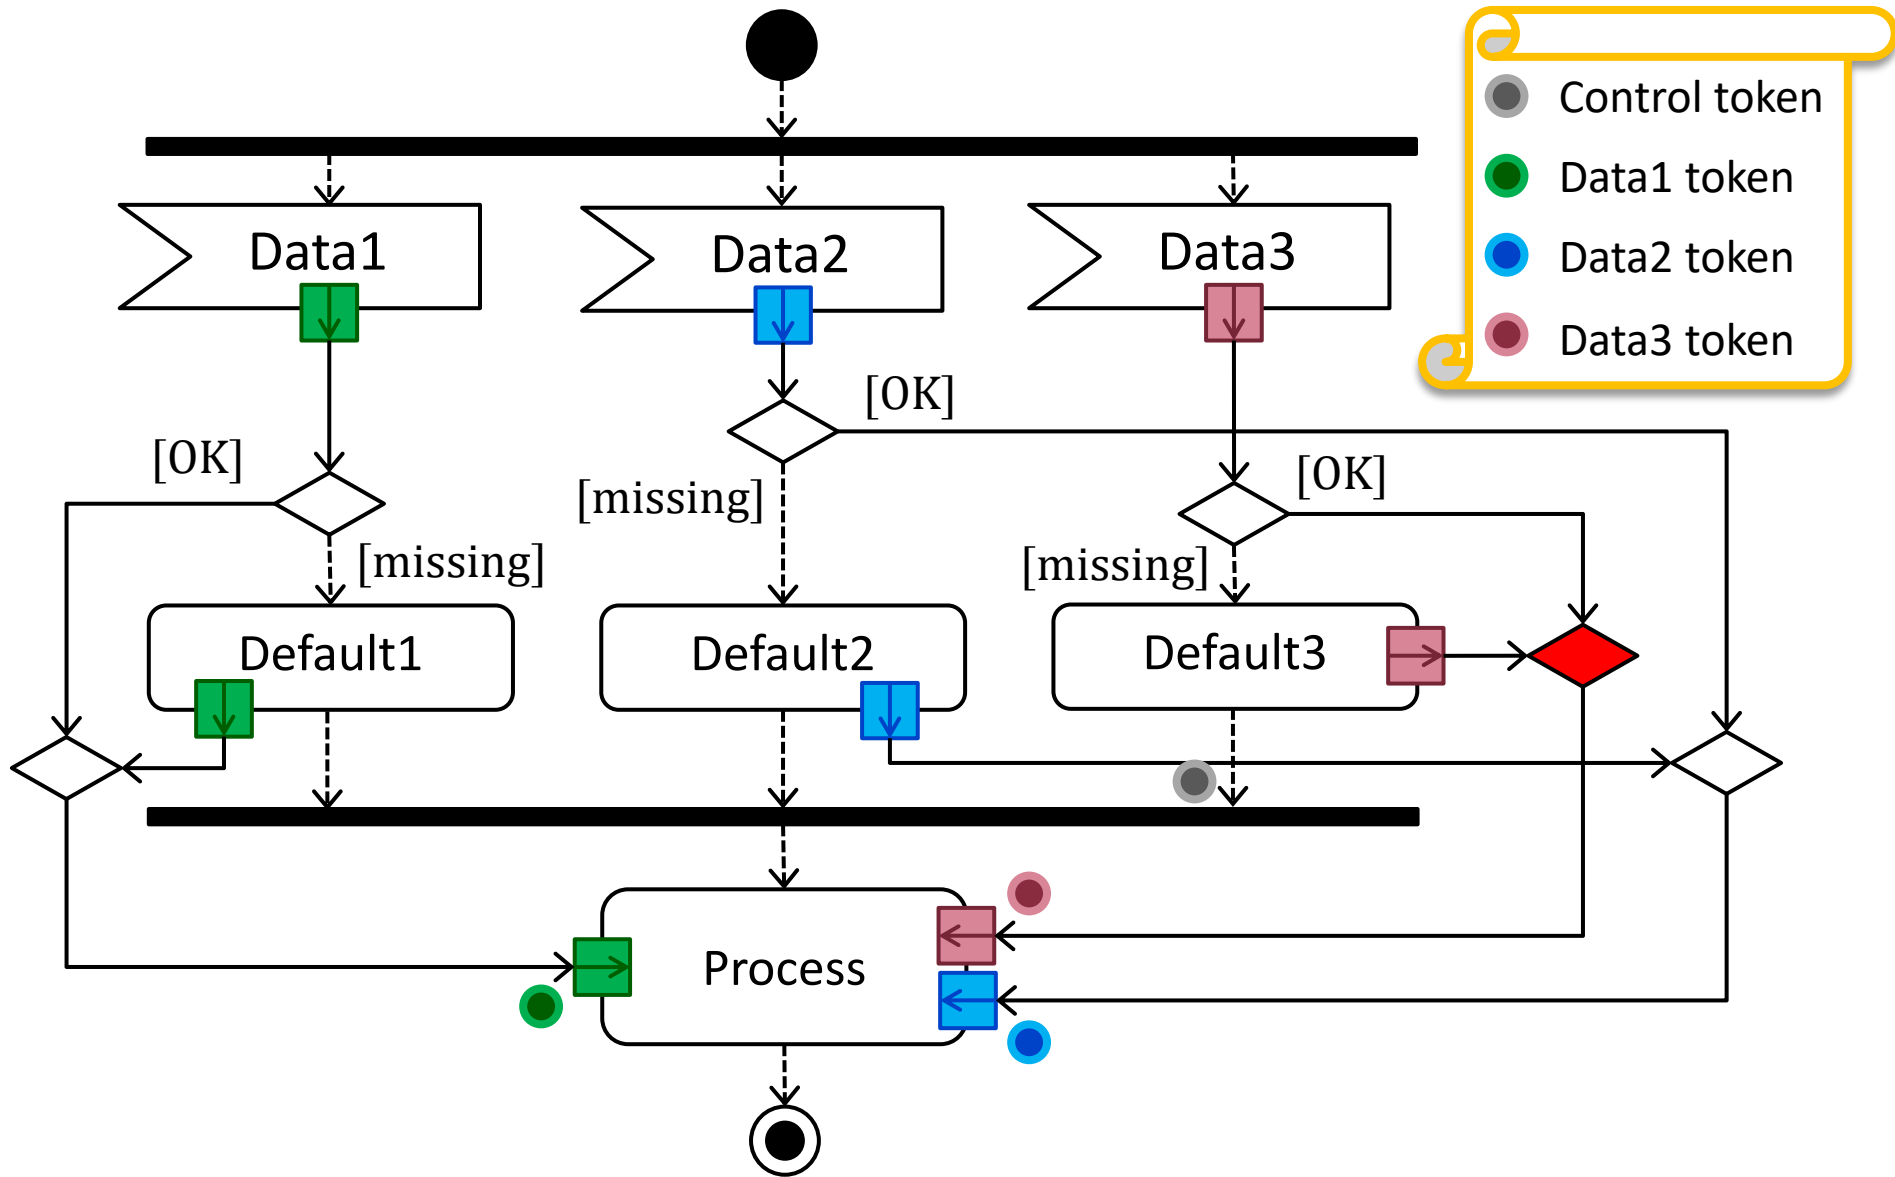 Control token
Data1 token
Data2 token
Data3 token
Data1
Data2
Data3
[OK]
[OK]
[OK]
[missing]
[missing]
[missing]
Default1
Default2
Default3
Process